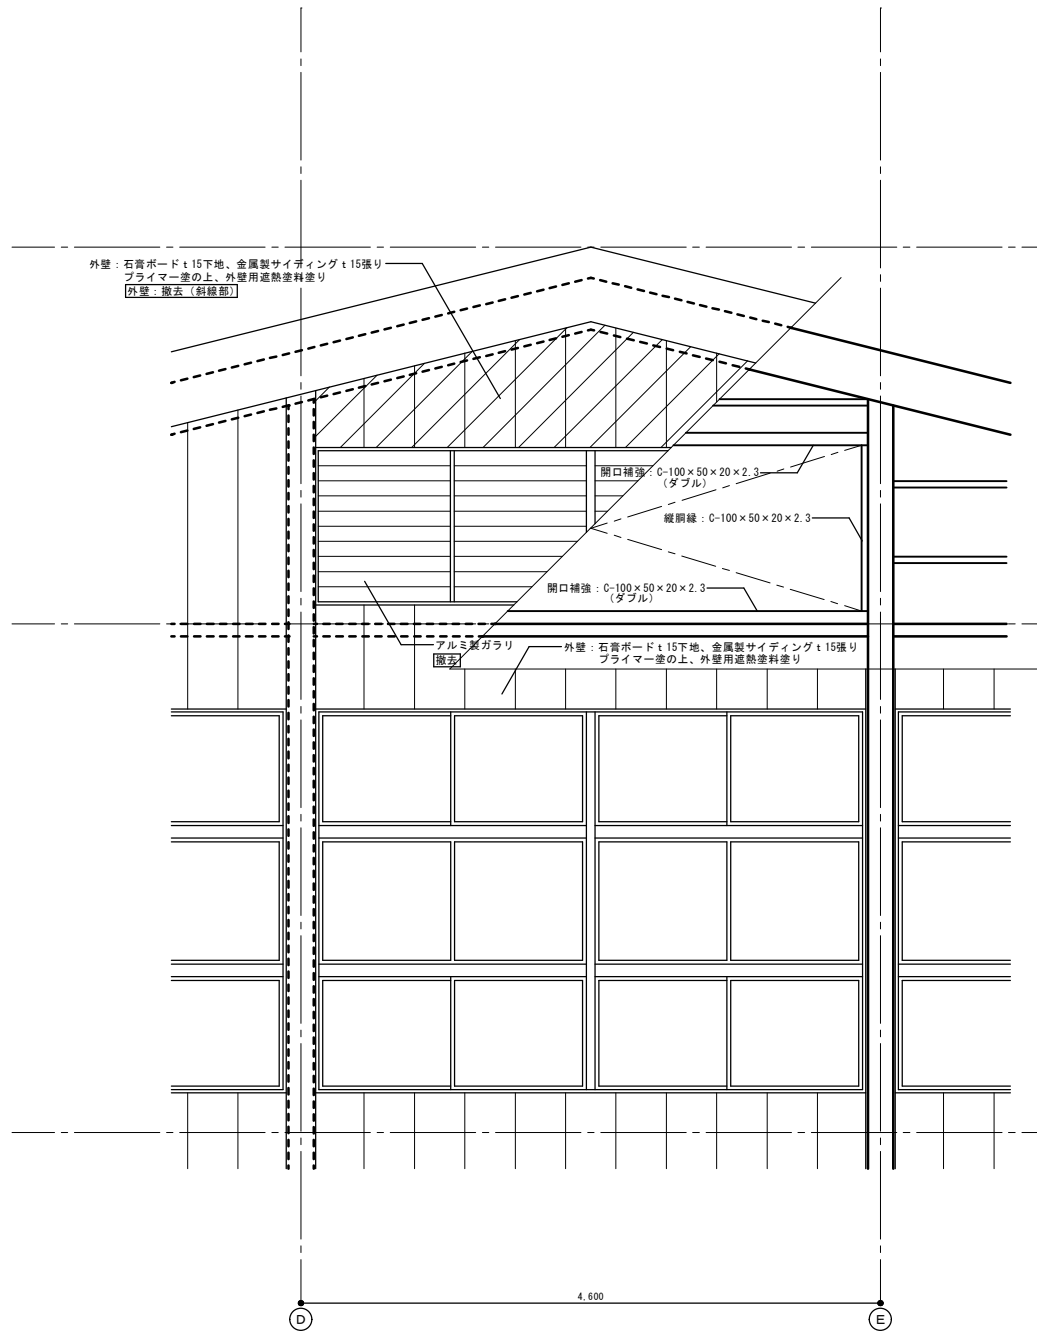 外壁：石膏ボードｔ15下地、金属製サイディングｔ15張り
プライマー塗の上、外壁用遮熱塗料塗り
外壁：撤去（斜線部）
開口補強：C-100×50×20×2.3
（ダブル）
縦胴縁：C-100×50×20×2.3
開口補強：C-100×50×20×2.3
（ダブル）
アルミ製ガラリ
撤去
外壁：石膏ボードｔ15下地、金属製サイディングｔ15張り
プライマー塗の上、外壁用遮熱塗料塗り
4,600
D
E